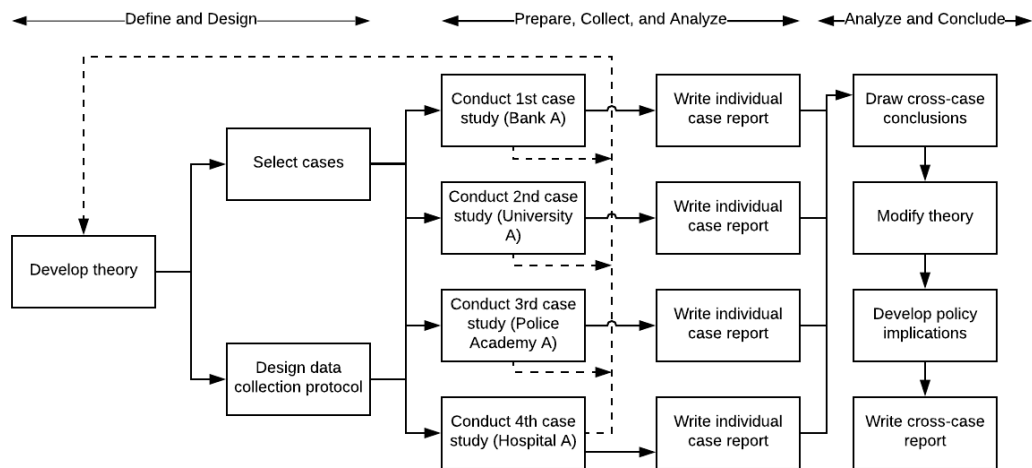 Define and Design
Prepare, Collect, and Analyze
Analyze and Conclude
Develop theory
Select cases
Design data
collection protocol
Conduct 1st case
study (Bank A)
Conduct 2nd case
study (University
A)
Conduct 3rd case
study (Police
Academy A)
Conduct 4th case
study (Hospital A)
Write individual
case report
Write individual
case report
Write individual
case report
Write individual
case report
Draw cross-case
conclusions
Modify theory
Develop policy
implications
Write cross-case
report